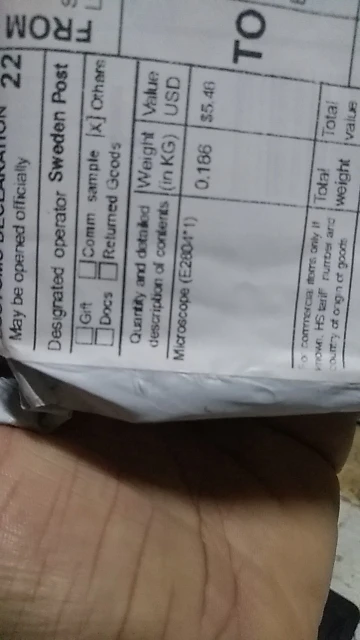 FROM
TO
DECLARATION 22
May be opened officially
Designated operator Sweden Post
Gift Comm sample [X] Others
Docs Returned Goods
Quantity and detailed description of contents
Weight (in KG)
Value USD
Microscope (E2804*1)
0.186
$5.48
For commercial items only if
known, HS tariff number and
country of origin of goods
Total weight
Total value